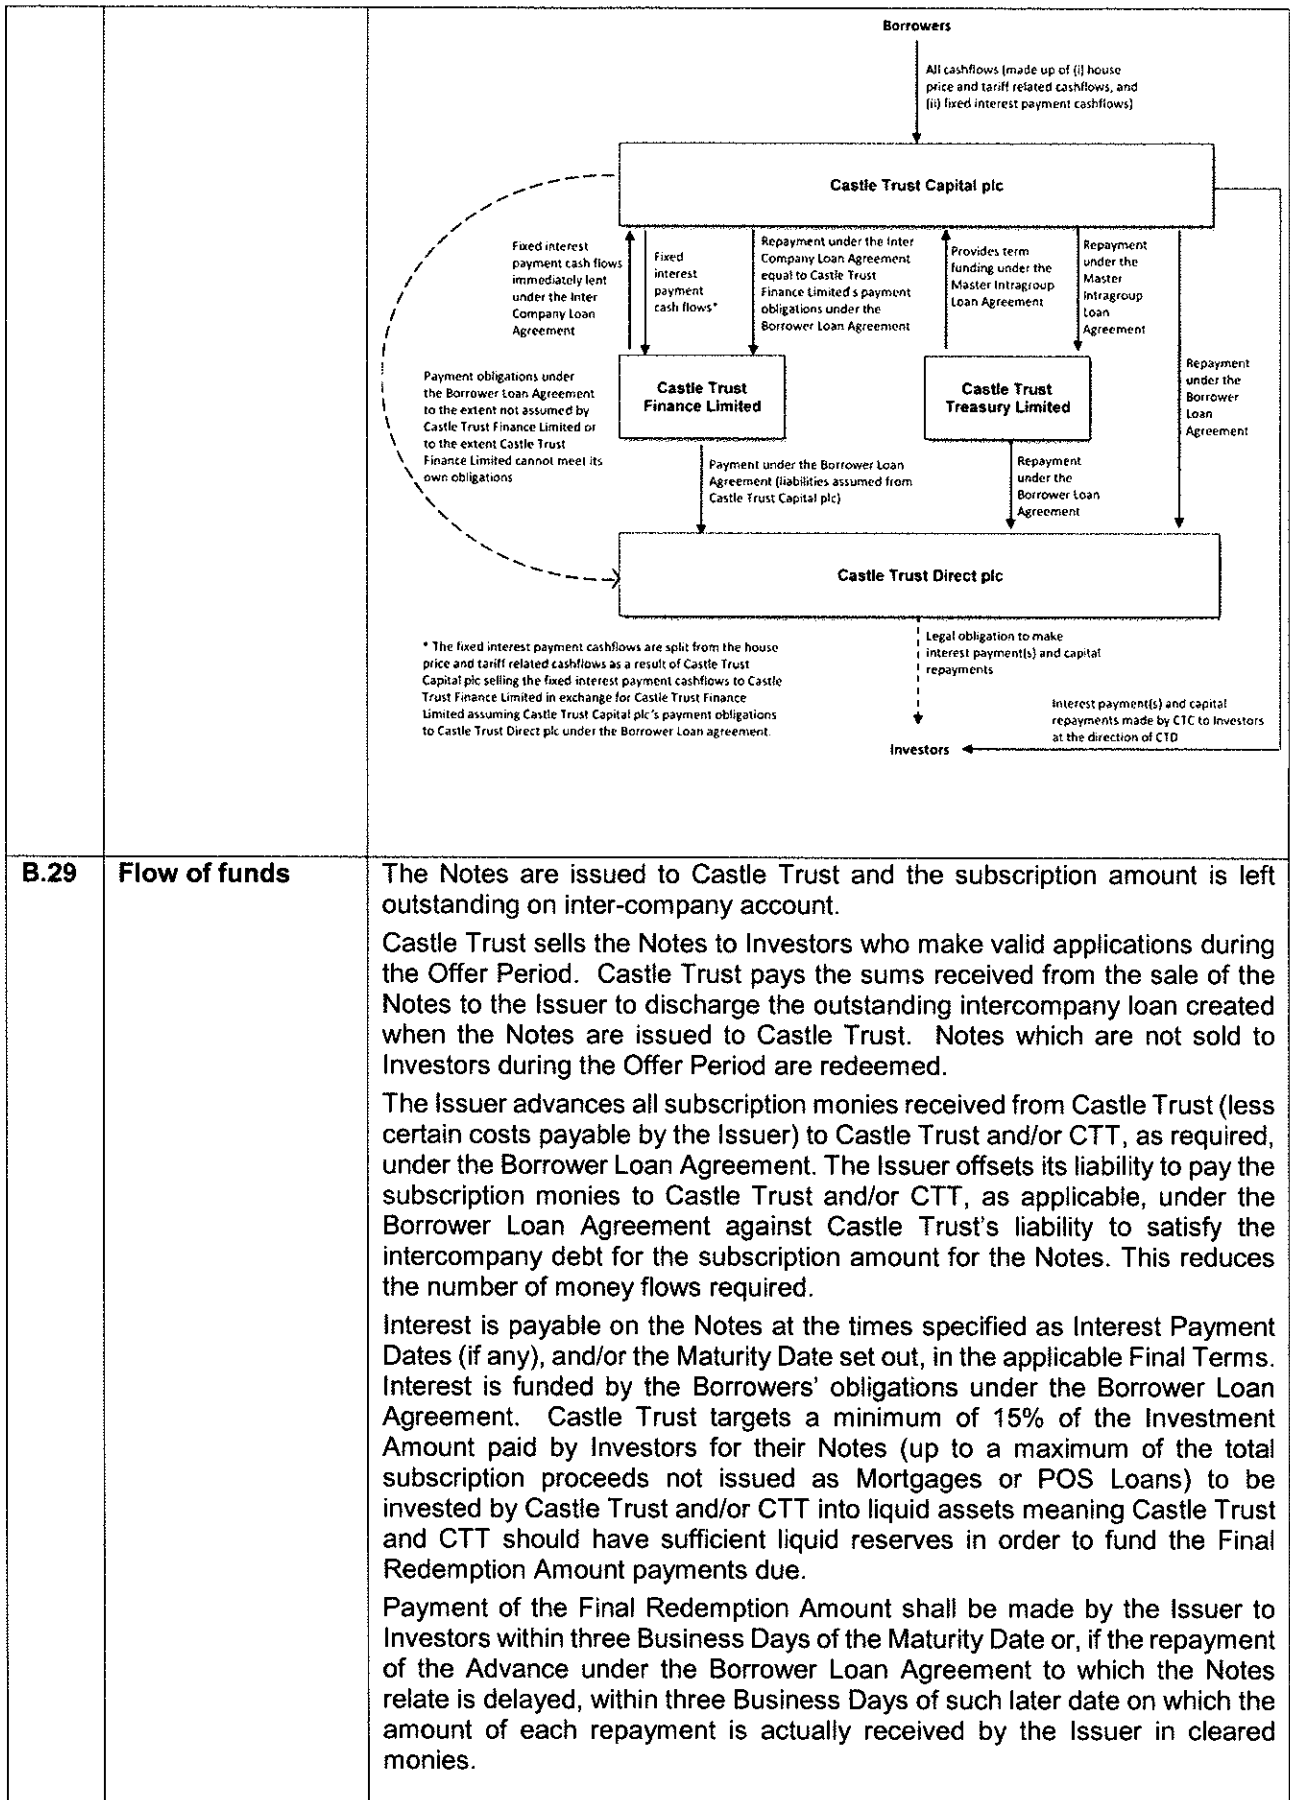 Borrowers
All cashflows (made up of (i) house
price and tariff related cashflows, and
(ii) fixed interest payment cashflows)
Castle Trust Capital plc
Fixed interest
payment cash flows
immediately lent
under the Inter
Company Loan
Agreement
Fixed
interest
payment
cash flows*
Repayment under the Inter
Company Loan Agreement
equal to Castle Trust
Finance Limited's payment
obligations under the
Borrower Loan Agreement
Provides term
funding under the
Master Intragroup
Loan Agreement
Repayment
under the
Master
Intragroup
Loan
Agreement
Repayment
under the
Borrower
Loan
Agreement
Payment obligations under
the Borrower Loan Agreement
to the extent not assumed by
Castle Trust Finance Limited or
to the extent Castle Trust
Finance Limited cannot meet its
own obligations
Castle Trust
Finance Limited
Castle Trust
Treasury Limited
Payment under the Borrower Loan
Agreement (liabilities assumed from
Castle Trust Capital plc)
Repayment
under the
Borrower Loan
Agreement
Castle Trust Direct plc
* The fixed interest payment cashflows are split from the house
price and tariff related cashflows as a result of Castle Trust
Capital plc selling the fixed interest payment cashflows to Castle
Trust Finance Limited in exchange for Castle Trust Finance
Limited assuming Castle Trust Capital plc's payment obligations
to Castle Trust Direct plc under the Borrower Loan agreement.
Legal obligation to make
interest payment(s) and capital
repayments
Interest payment(s) and capital
repayments made by CTC to Investors
at the direction of CTD
Investors
B.29 Flow of funds
The Notes are issued to Castle Trust and the subscription amount is left
outstanding on inter-company account.
Castle Trust sells the Notes to Investors who make valid applications during
the Offer Period. Castle Trust pays the sums received from the sale of the
Notes to the Issuer to discharge the outstanding intercompany loan created
when the Notes are issued to Castle Trust. Notes which are not sold to
Investors during the Offer Period are redeemed.
The Issuer advances all subscription monies received from Castle Trust (less
certain costs payable by the Issuer) to Castle Trust and/or CTT, as required,
under the Borrower Loan Agreement. The Issuer offsets its liability to pay the
subscription monies to Castle Trust and/or CTT, as applicable, under the
Borrower Loan Agreement against Castle Trust's liability to satisfy the
intercompany debt for the subscription amount for the Notes. This reduces
the number of money flows required.
Interest is payable on the Notes at the times specified as Interest Payment
Dates (if any), and/or the Maturity Date set out, in the applicable Final Terms.
Interest is funded by the Borrowers' obligations under the Borrower Loan
Agreement. Castle Trust targets a minimum of 15% of the Investment
Amount paid by Investors for their Notes (up to a maximum of the total
subscription proceeds not issued as Mortgages or POS Loans) to be
invested by Castle Trust and/or CTT into liquid assets meaning Castle Trust
and CTT should have sufficient liquid reserves in order to fund the Final
Redemption Amount payments due.
Payment of the Final Redemption Amount shall be made by the Issuer to
Investors within three Business Days of the Maturity Date or, if the repayment
of the Advance under the Borrower Loan Agreement to which the Notes
relate is delayed, within three Business Days of such later date on which the
amount of each repayment is actually received by the Issuer in cleared
monies.